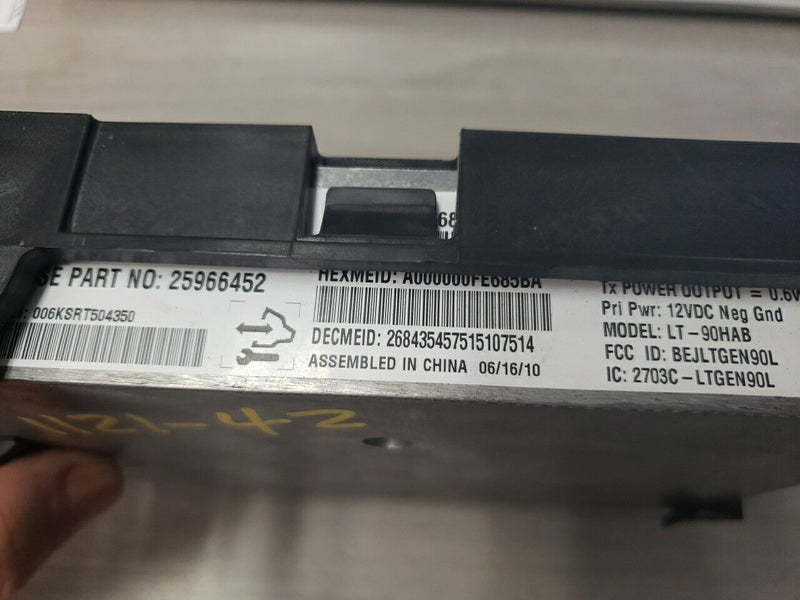 68
SE PART NO: 25966452
: 006KSRT504350
HEXMEID: A000000FE685BA
DECMEID: 268435457515107514
ASSEMBLED IN CHINA 06/16/10
Tx POWER OUTPUT = 0.6W
Pri Pwr: 12VDC Neg Gnd
MODEL: LT-90HAB
FCC ID: BEJLTGEN90L
IC: 2703C-LTGEN90L
1121-42